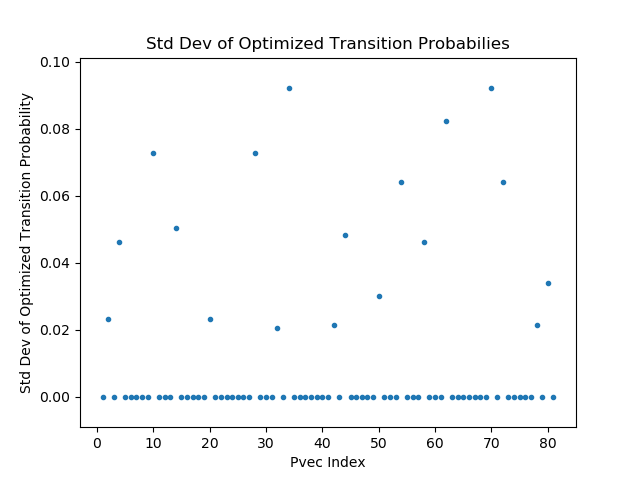 Std Dev of Optimized Transition Probabilies
0.10
0.08
0.06
0.04
0.02
0.00
Std Dev of Optimized Transition Probability
0 10 20 30 40 50 60 70 80
Pvec Index